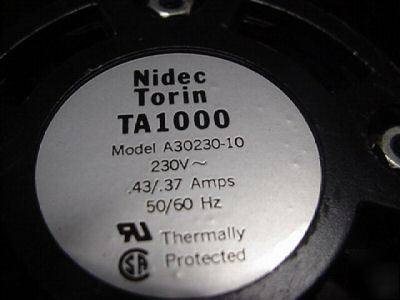 Nidec
Torin
TA1000
Model A30230-10
230V~
.43/.37 Amps
50/60 Hz
Thermally
Protected